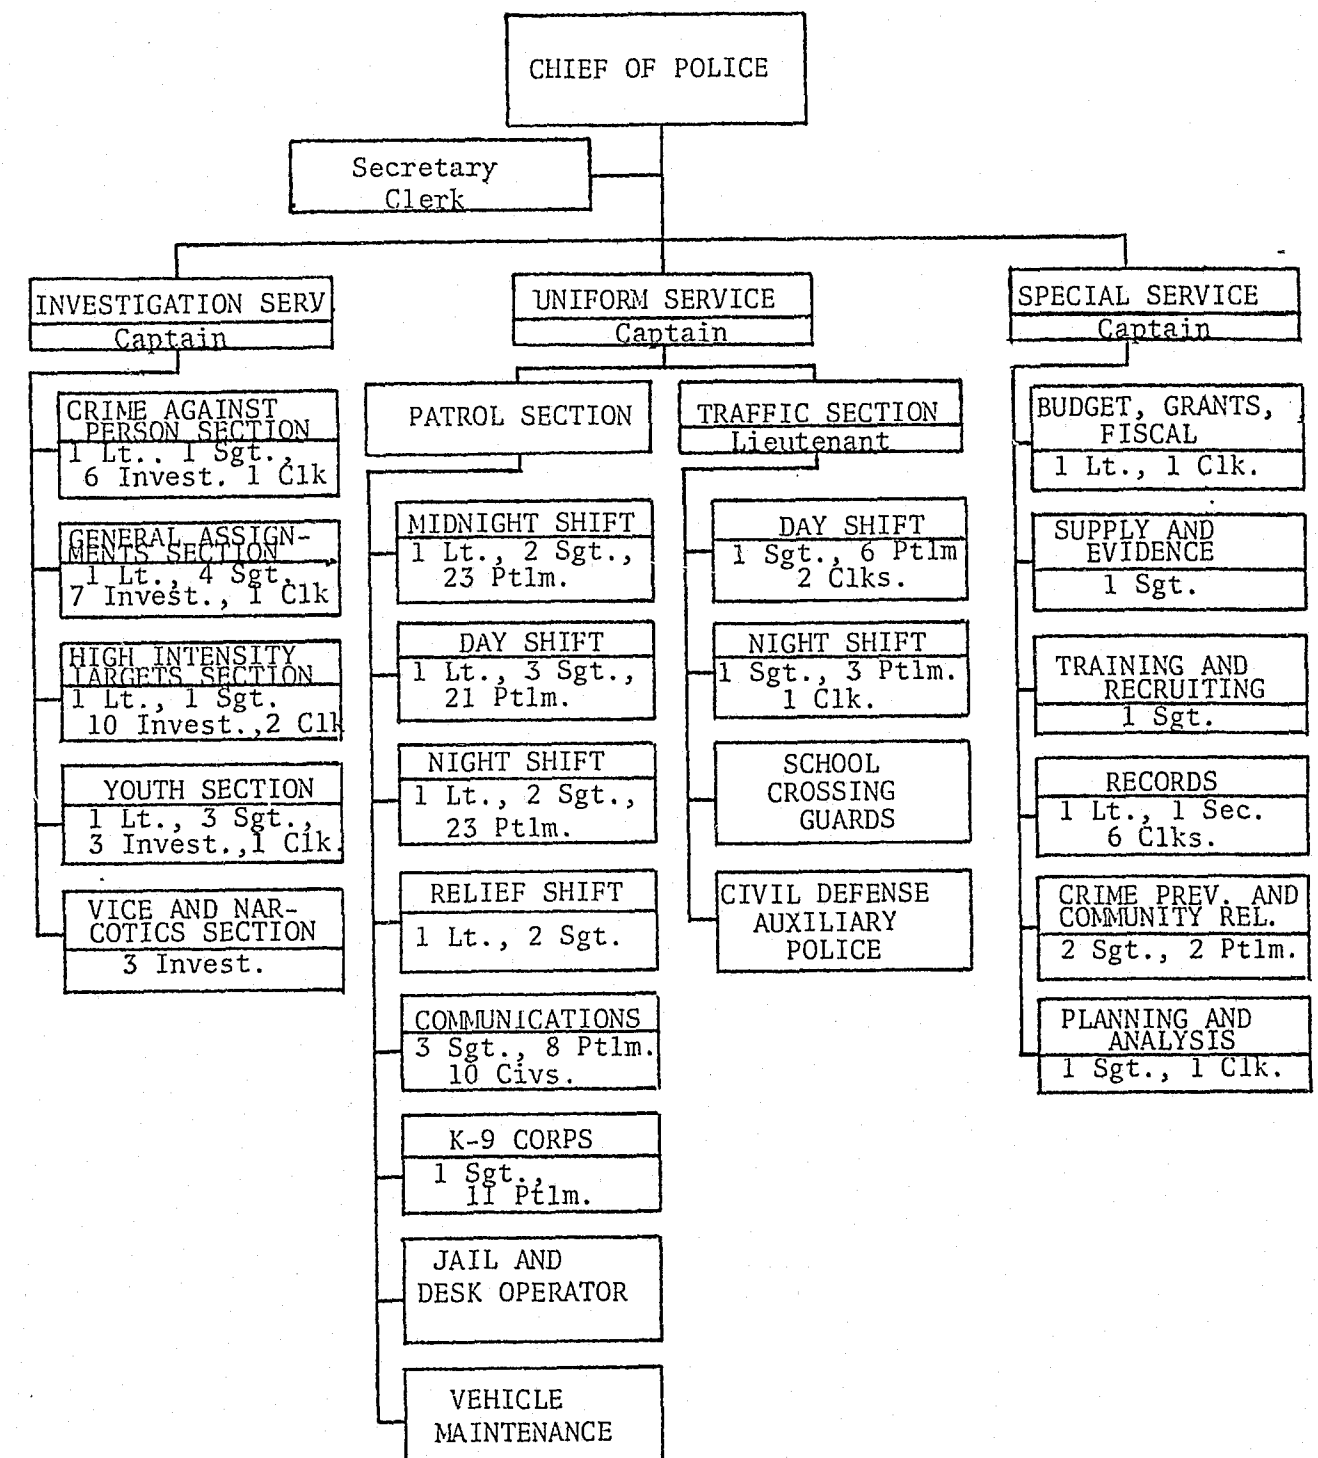 CHIEF OF POLICE
Secretary
Clerk
INVESTIGATION SERV
Captain
CRIME AGAINST
PERSON SECTION
1 Lt.. 1 Sgt.,
6 Invest. 1 Clk
GENERAL ASSIGN-
MENTS SECTION
1 Lt., 4 Sgt,
7 Invest., 1 Clk
HIGH INTENSITY
TARGETS SECTION
1 Lt., 1 Sgt.
10 Invest.,2 Clk
YOUTH SECTION
1 Lt., 3 Sgt.,
3 Invest.,1 Clk.
VICE AND NAR-
COTICS SECTION
3 Invest.
UNIFORM SERVICE
Captain
PATROL SECTION
MIDNIGHT SHIFT
1 Lt., 2 Sgt.,
23 Ptlm.
DAY SHIFT
1 Lt., 3 Sgt.,
21 Ptlm.
NIGHT SHIFT
1 Lt., 2 Sgt.,
23 Ptlm.
RELIEF SHIFT
1 Lt., 2 Sgt.
COMMUNICATIONS
3 Sgt., 8 Ptlm.
10 Civs.
K-9 CORPS
1 Sgt.,
11 Ptlm.
JAIL AND
DESK OPERATOR
VEHICLE
MAINTENANCE
TRAFFIC SECTION
Lieutenant
DAY SHIFT
1 Sgt., 6 Ptlm
2 Clks.
NIGHT SHIFT
1 Sgt., 3 Ptlm.
1 Clk.
SCHOOL
CROSSING
GUARDS
CIVIL DEFENSE
AUXILIARY
POLICE
SPECIAL SERVICE
Captain
BUDGET, GRANTS,
FISCAL
1 Lt., 1 Clk.
SUPPLY AND
EVIDENCE
1 Sgt.
TRAINING AND
RECRUITING
1 Sgt.
RECORDS
1 Lt., 1 Sec.
6 Clks.
CRIME PREV. AND
COMMUNITY REL.
2 Sgt., 2 Ptlm.
PLANNING AND
ANALYSIS
1 Sgt., 1 Clk.